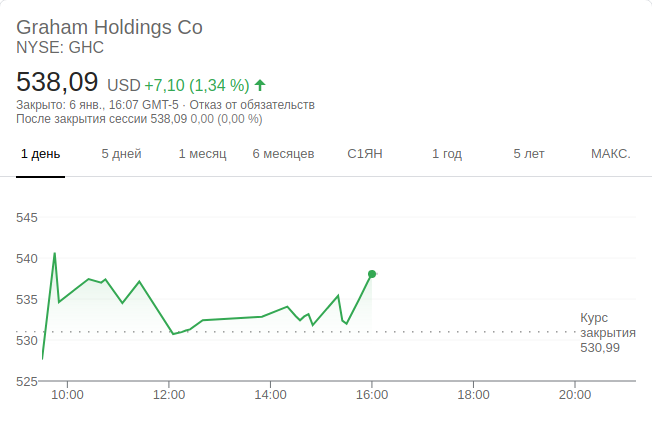 Graham Holdings Co
NYSE: GHC
538,09 USD +7,10 (1,34 %)
Закрыто: 6 янв., 16:07 GMT-5 · Отказ от обязательств
После закрытия сессии 538,09 0,00 (0,00 %)
1 день 5 дней 1 месяц 6 месяцев С1ЯН 1 год 5 лет МАКС.
545
540
535
530
525
Курс
закрытия
530,99
10:00 12:00 14:00 16:00 18:00 20:00